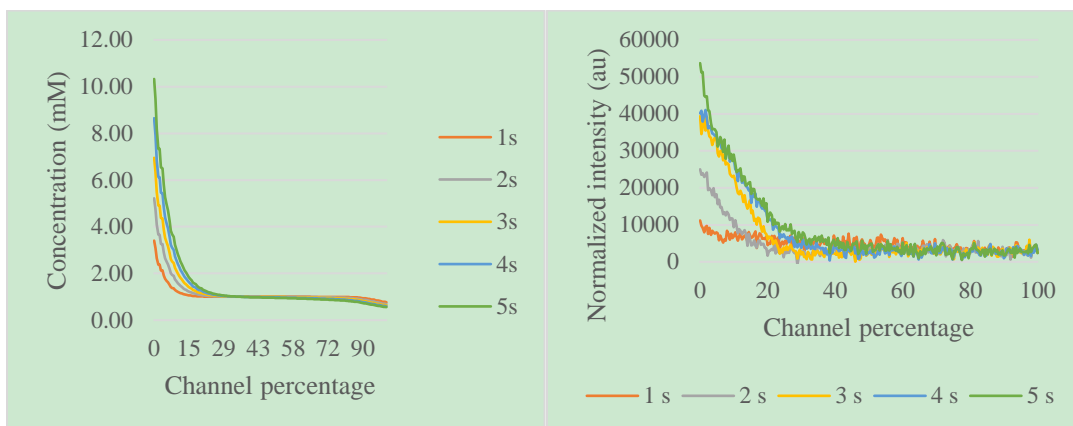 12.00
10.00
8.00
6.00
4.00
2.00
0.00
Concentration (mM)
0 15 29 43 58 72 90
Channel percentage
1s
2s
3s
4s
5s
60000
50000
40000
30000
20000
10000
0
Normalized intensity (au)
0 20 40 60 80 100
Channel percentage
1 s 2 s 3 s 4 s 5 s